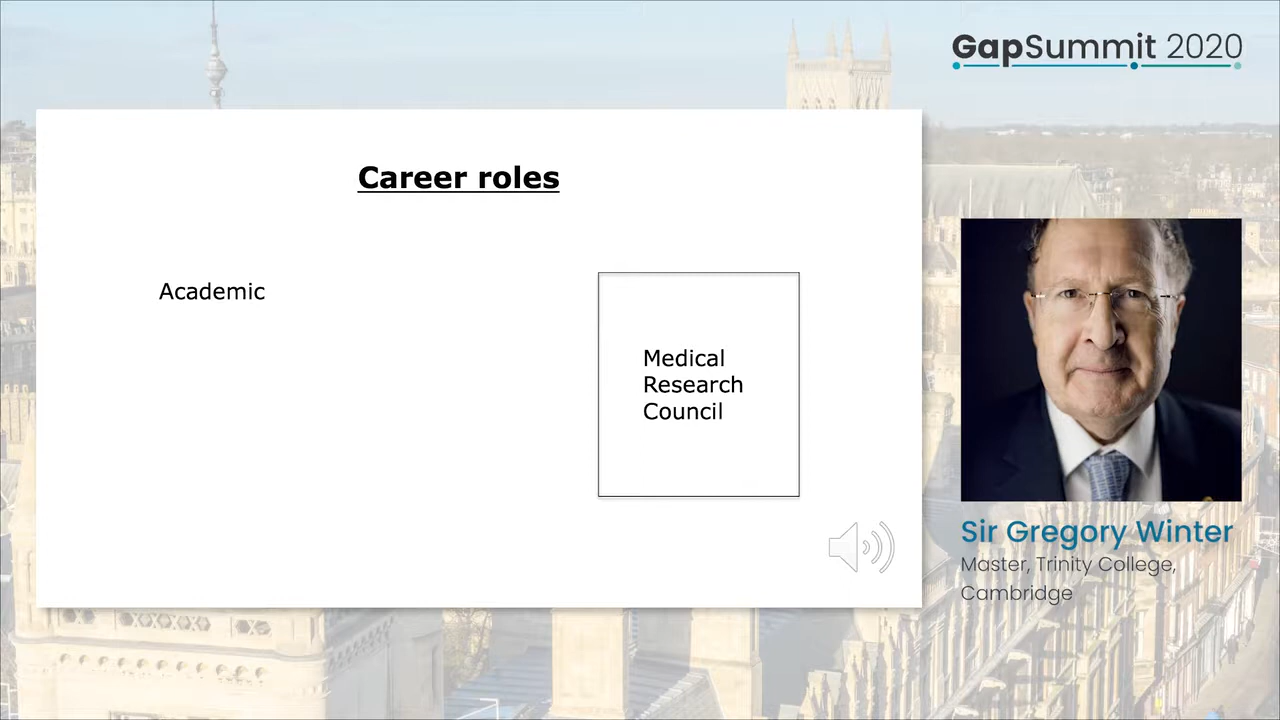 GapSummit 2020
Career roles
Academic
Medical
Research
Council
Sir Gregory Winter
Master, Trinity College,
Cambridge